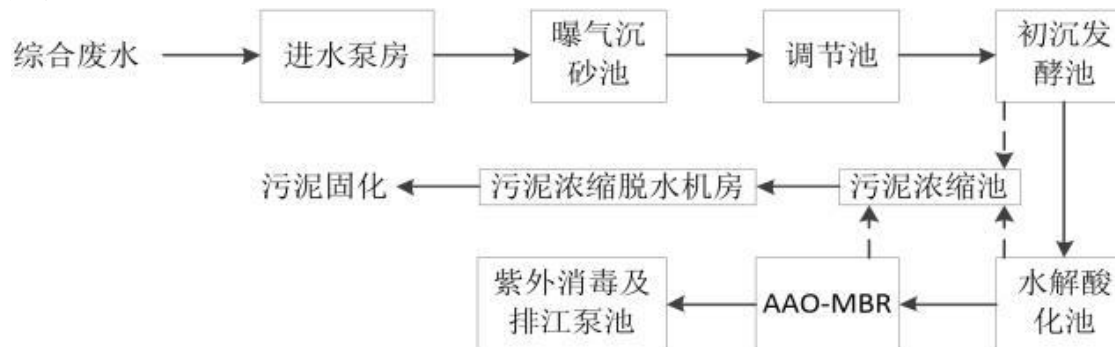 综合废水
进水泵房
曝气沉
砂池
调节池
初沉发
酵池
污泥固化
污泥浓缩脱水机房
污泥浓缩池
紫外消毒及
排江泵池
AAO-MBR
水解酸
化池